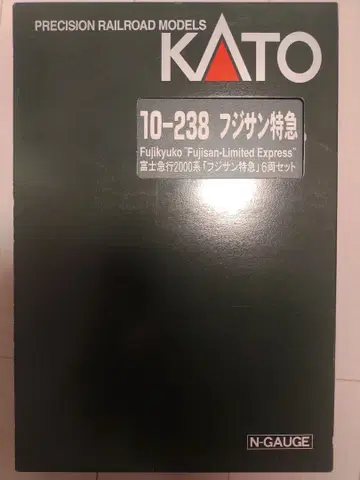 PRECISION RAILROAD MODELS
KATO
10-238 フジサン特急
Fujikyuko "Fujisan-Limited Express"
富士急行2000系「フジサン特急」6両セット
N-GAUGE